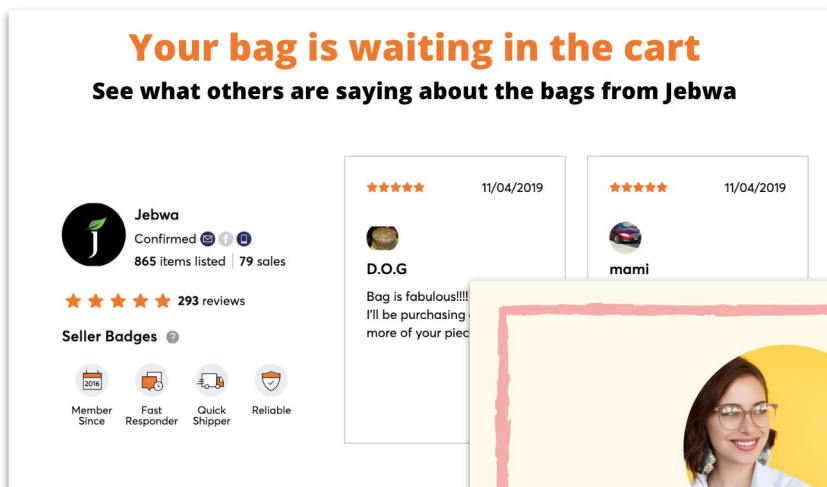 Your bag is waiting in the cart
See what others are saying about the bags from Jebwa
Jebwa
Confirmed
865 items listed | 79 sales
293 reviews
Seller Badges ?
2016
Member Since
Fast Responder
Quick Shipper
Reliable
11/04/2019
D.O.G
Bag is fabulous!!!!
I'll be purchasing
more of your
11/04/2019
mami